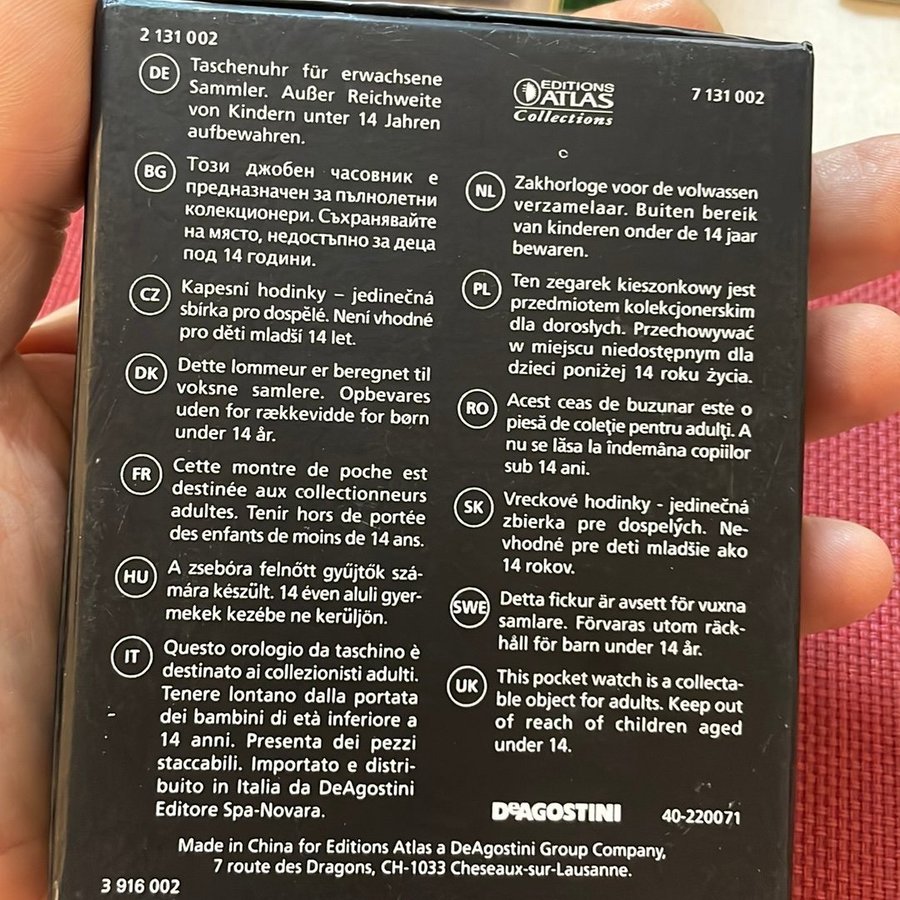 2 131 002
DE
Taschenuhr für erwachsene
Sammler. Außer Reichweite
von Kindern unter 14 Jahren
aufbewahren.
BG
Този джобен часовник е
предназначен за пълнолетни
колекционери. Съхранявайте
на място, недостъпно за деца
под 14 години.
CZ
Kapesní hodinky – jedinečná
sbírka pro dospělé. Není vhodné
pro děti mladší 14 let.
DK
Dette lommeur er beregnet til
voksne samlere. Opbevares
uden for rækkevidde for børn
under 14 år.
FR
Cette montre de poche est
destinée aux collectionneurs
adultes. Tenir hors de portée
des enfants de moins de 14 ans.
HU
A zsebóra felnőtt gyűjtők szá-
mára készült. 14 éven aluli gyer-
mekek kezébe ne kerüljön.
IT
Questo orologio da taschino è
destinato ai collezionisti adulti.
Tenere lontano dalla portata
dei bambini di età inferiore a
14 anni. Presenta dei pezzi
staccabili. Importato e distri-
buito in Italia da DeAgostini
Editore Spa-Novara.
EDITIONS
ATLAS
Collections
7 131 002
c
NL
Zakhorloge voor de volwassen
verzamelaar. Buiten bereik
van kinderen onder de 14 jaar
bewaren.
PL
Ten zegarek kieszonkowy jest
przedmiotem kolekcjonerskim
dla dorosłych. Przechowywać
w miejscu niedostępnym dla
dzieci poniżej 14 roku życia.
RO
Acest ceas de buzunar este o
piesă de coleţie pentru adulţi. A
nu se lăsa la îndemâna copiilor
sub 14 ani.
SK
Vreckové hodinky - jedinečná
zbierka pre dospelých. Ne-
vhodné pre deti mladšie ako
14 rokov.
SWE
Detta fickur är avsett för vuxna
samlare. Förvaras utom räck-
håll för barn under 14 år.
UK
This pocket watch is a collecta-
ble object for adults. Keep out
of reach of children aged
under 14.
DeAGOSTINI
40-220071
Made in China for Editions Atlas a DeAgostini Group Company,
7 route des Dragons, CH-1033 Cheseaux-sur-Lausanne.
3 916 002